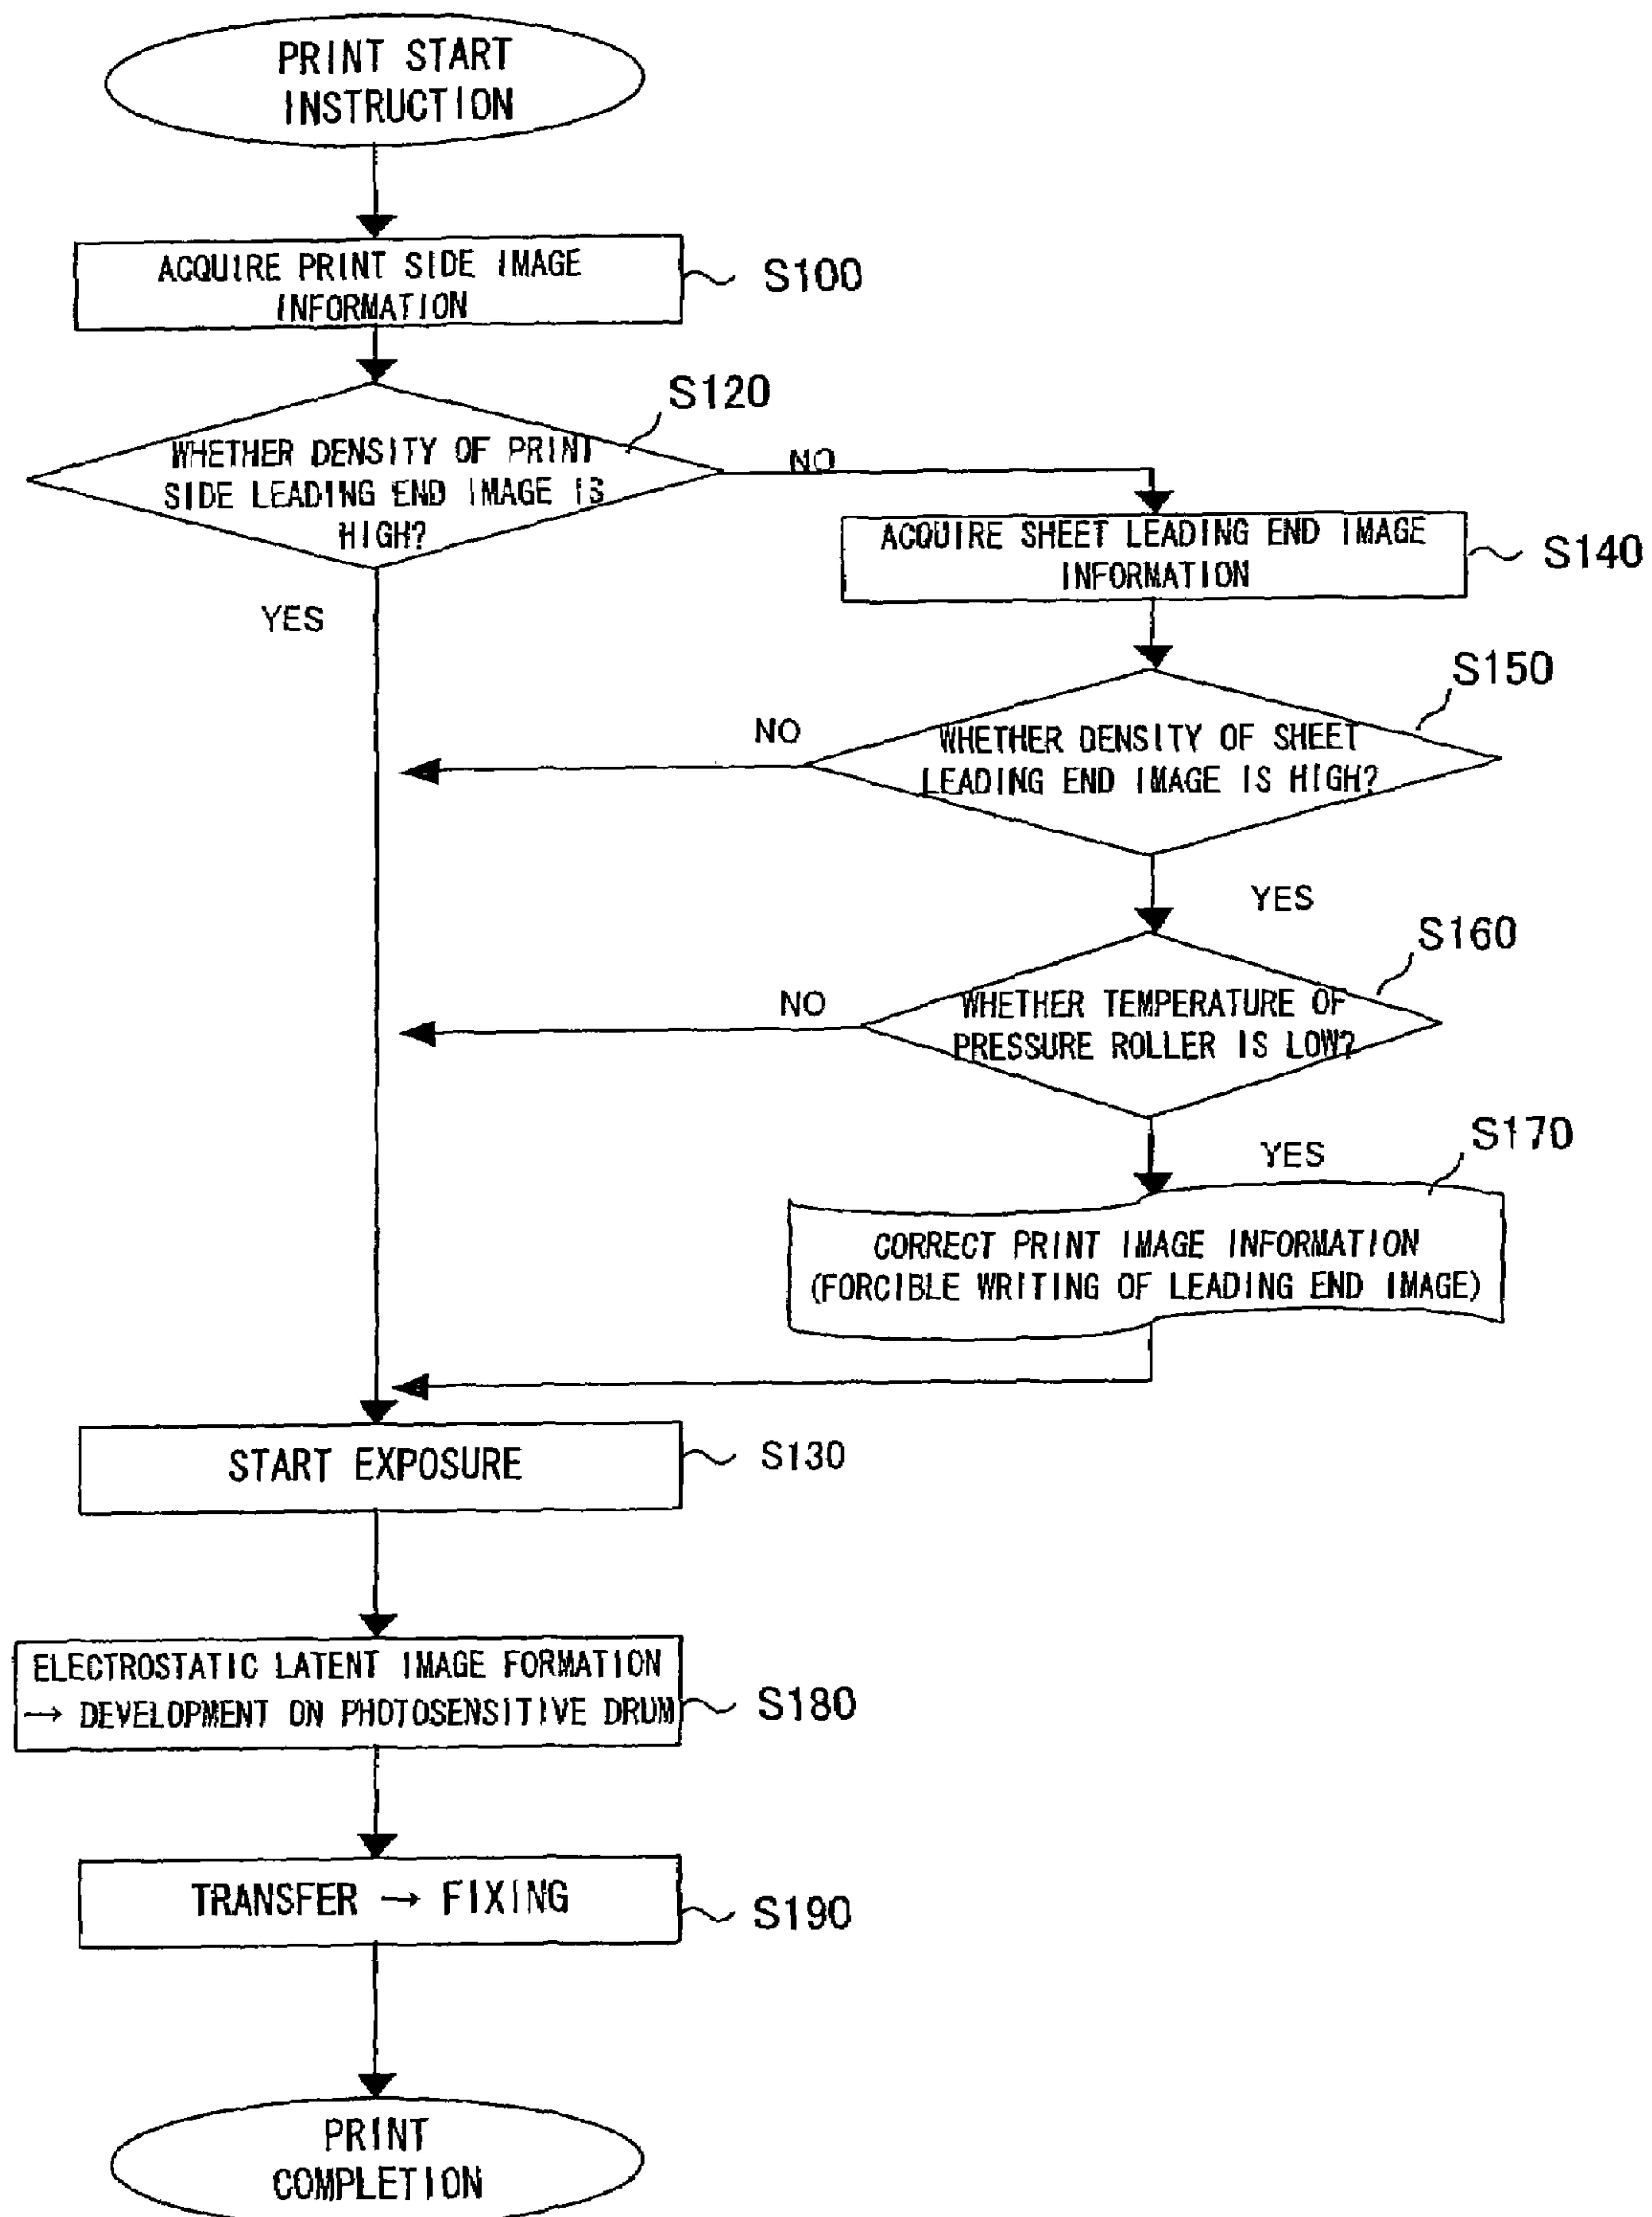 PRINT START
INSTRUCTION
ACQUIRE PRINT SIDE IMAGE
INFORMATION
S100
S120
WHETHER DENSITY OF PRINT
SIDE LEADING END IMAGE IS
HIGH?
NO
YES
ACQUIRE SHEET LEADING END IMAGE
INFORMATION
S140
S150
WHETHER DENSITY OF SHEET
LEADING END IMAGE IS HIGH?
NO
YES
S160
WHETHER TEMPERATURE OF
PRESSURE ROLLER IS LOW?
NO
YES
S170
CORRECT PRINT IMAGE INFORMATION
(FORCIBLE WRITING OF LEADING END IMAGE)
START EXPOSURE
S130
ELECTROSTATIC LATENT IMAGE FORMATION
→ DEVELOPMENT ON PHOTOSENSITIVE DRUM
S180
TRANSFER → FIXING
S190
PRINT
COMPLETION